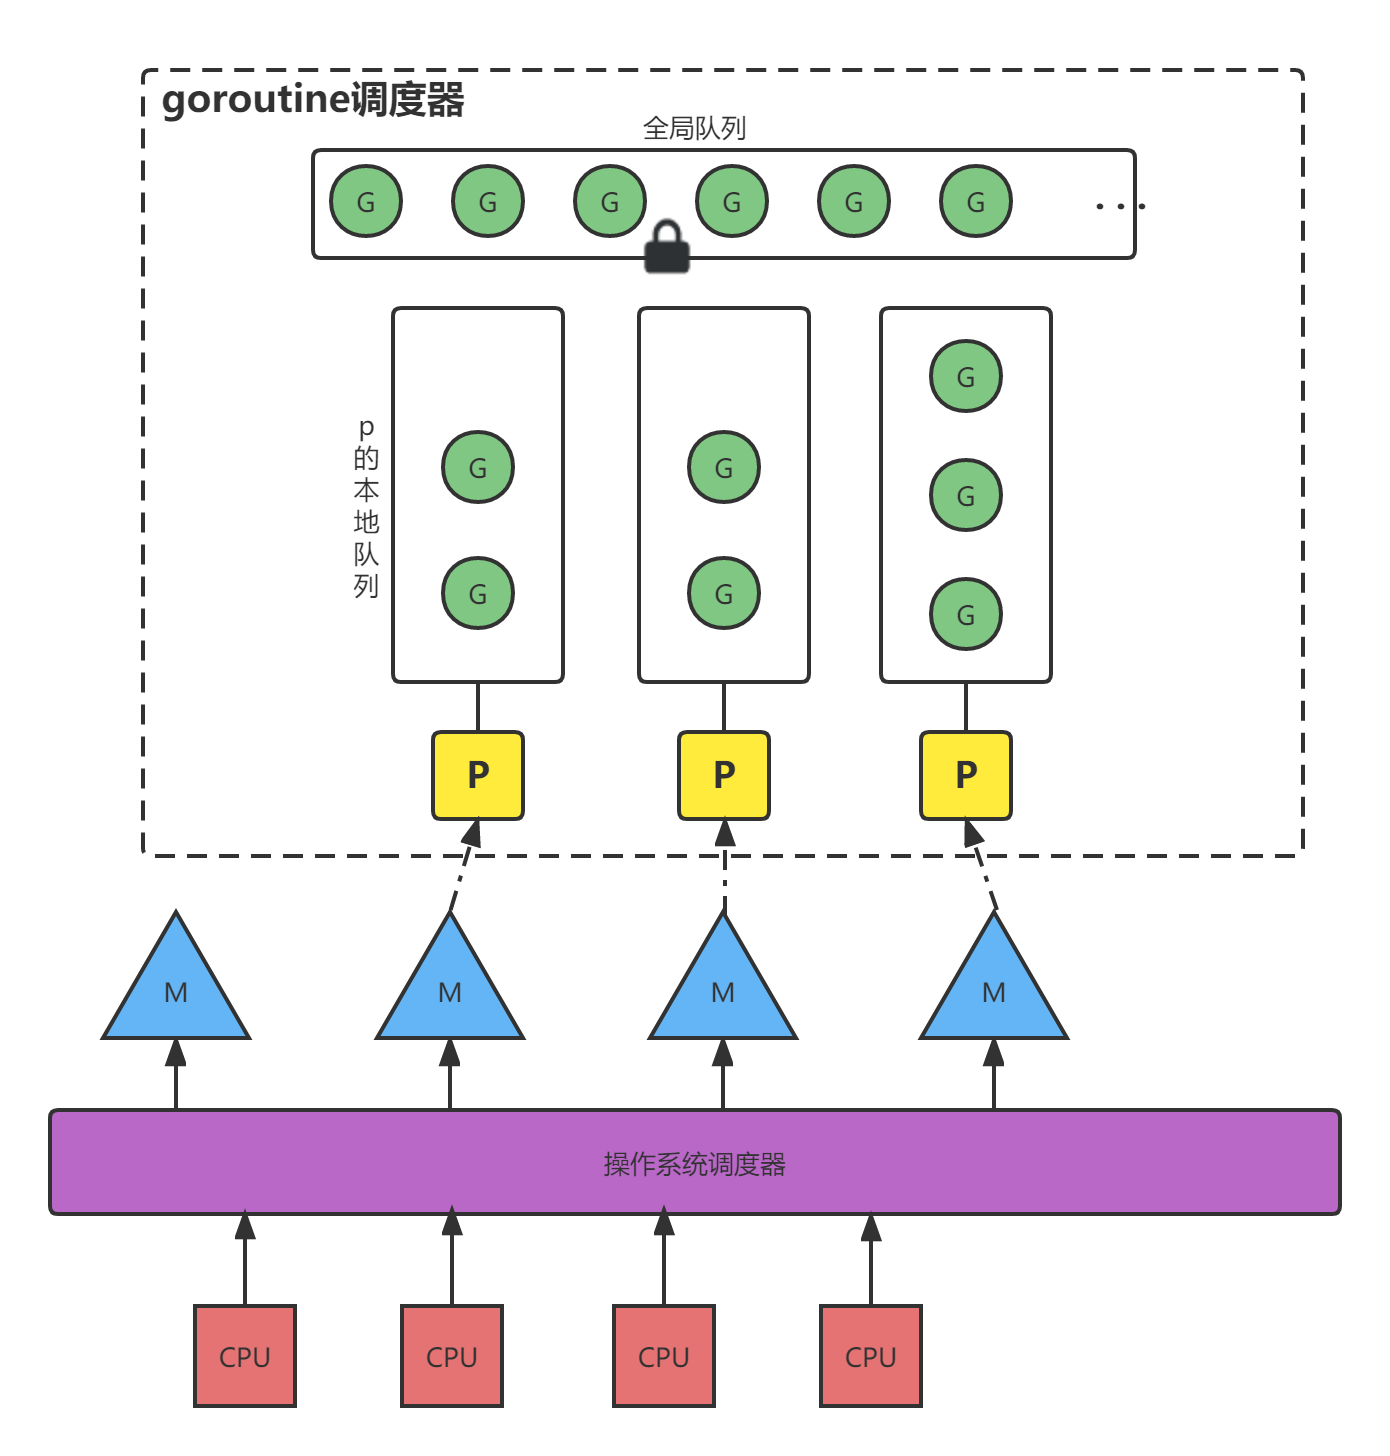 goroutine调度器
全局队列
G G G G G G ...
G
G G
p的本地队列
G
G G
G
P P P
M M M M
操作系统调度器
CPU CPU CPU CPU